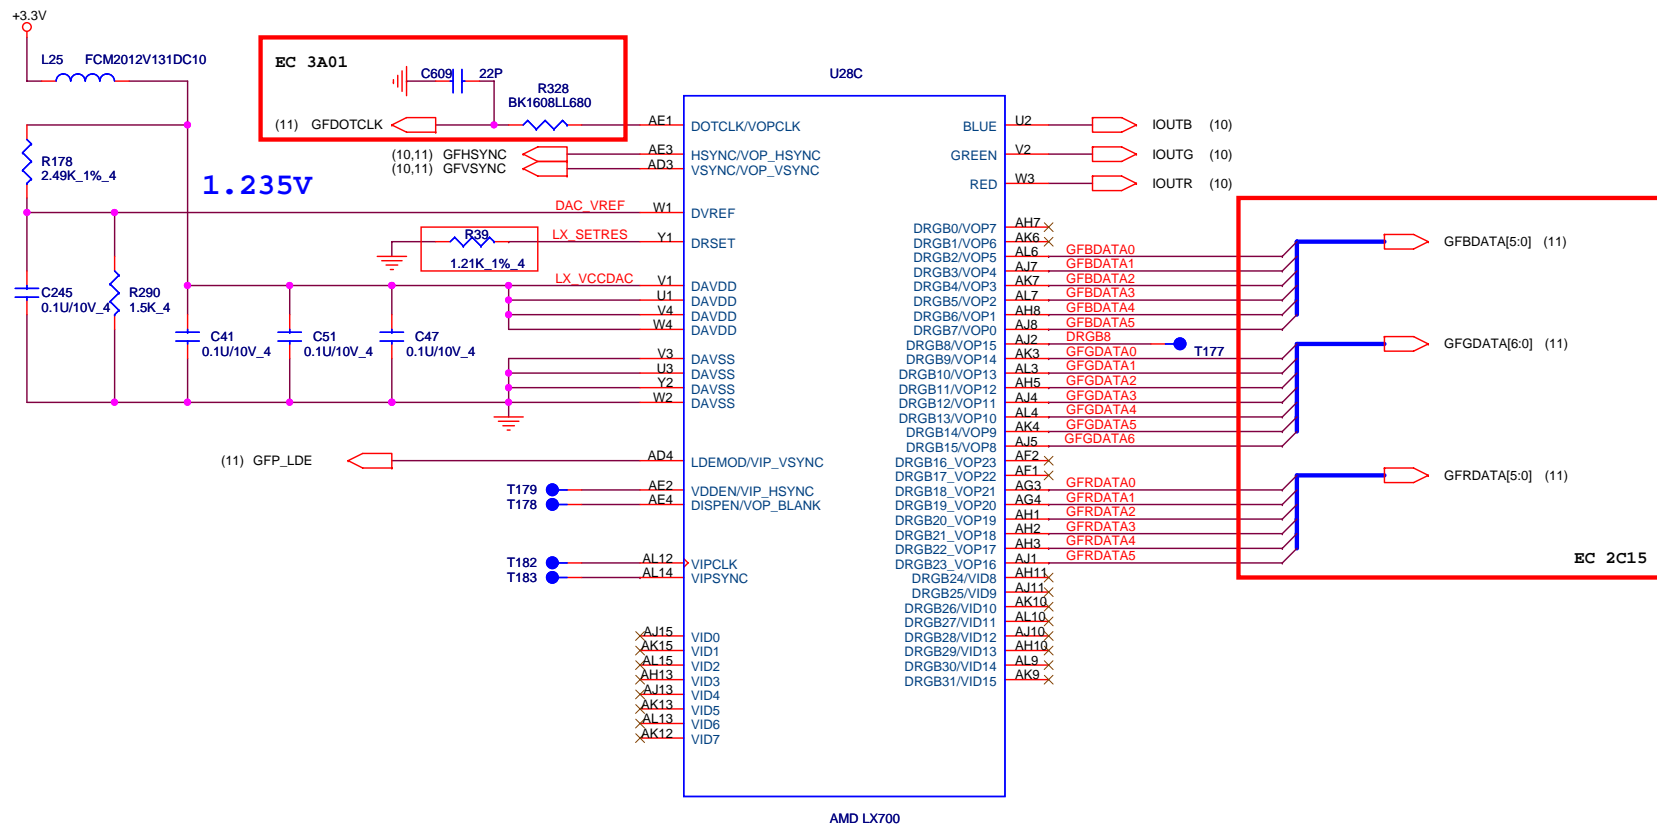 +3.3V
L25 FCM2012V131DC10
EC 3A01
C609 22P
R328
BK1608LL680
(11) GFDOTCLK
(10,11) GFHSYNC
(10,11) GFVSYNC
R178
2.49K_1%_4
1.235V
DAC_VREF
R39
1.21K_1%_4
LX_SETRES
LX_VCCDAC
C245
0.1U/10V_4
R290
1.5K_4
C41
0.1U/10V_4
C51
0.1U/10V_4
C47
0.1U/10V_4
(11) GFP_LDE
T179
T178
T182
T183
U28C
AE1 DOTCLK/VOPCLK
AE3 HSYNC/VOP_HSYNC
AD3 VSYNC/VOP_VSYNC
W1 DVREF
Y1 DRSET
V1 DAVDD
U1 DAVDD
V4 DAVDD
W4 DAVDD
V3 DAVSS
U3 DAVSS
Y2 DAVSS
W2 DAVSS
AD4 LDEMOD/VIP_VSYNC
AE2 VDDEN/VIP_HSYNC
AE4 DISPEN/VOP_BLANK
AL12 VIPCLK
AL14 VIPSYNC
AJ15 VID0
AK15 VID1
AL15 VID2
AH13 VID3
AJ13 VID4
AK13 VID5
AL13 VID6
AK12 VID7
BLUE U2 IOUTB (10)
GREEN V2 IOUTG (10)
RED W3 IOUTR (10)
DRGB0/VOP7 AH7
DRGB1/VOP6 AK6
DRGB2/VOP5 AL6 GFBDATA0
DRGB3/VOP4 AJ7 GFBDATA1
DRGB4/VOP3 AK7 GFBDATA2
DRGB5/VOP2 AL7 GFBDATA3
DRGB6/VOP1 AH8 GFBDATA4
DRGB7/VOP0 AJ8 GFBDATA5
DRGB8/VOP15 AJ2 DRGB8 T177
DRGB9/VOP14 AK3 GFGDATA0
DRGB10/VOP13 AL3 GFGDATA1
DRGB11/VOP12 AH5 GFGDATA2
DRGB12/VOP11 AJ4 GFGDATA3
DRGB13/VOP10 AL4 GFGDATA4
DRGB14/VOP9 AK4 GFGDATA5
DRGB15/VOP8 AJ5 GFGDATA6
DRGB16_VOP23 AF2
DRGB17_VOP22 AF1
DRGB18_VOP21 AG3 GFRDATA0
DRGB19_VOP20 AG4 GFRDATA1
DRGB20_VOP19 AH1 GFRDATA2
DRGB21_VOP18 AH2 GFRDATA3
DRGB22_VOP17 AH3 GFRDATA4
DRGB23_VOP16 AJ1 GFRDATA5
DRGB24/VID8 AH11
DRGB25/VID9 AJ11
DRGB26/VID10 AK10
DRGB27/VID11 AL10
DRGB28/VID12 AJ10
DRGB29/VID13 AH10
DRGB30/VID14 AL9
DRGB31/VID15 AK9
GFBDATA[5:0] (11)
GFGDATA[6:0] (11)
GFRDATA[5:0] (11)
EC 2C15
AMD LX700